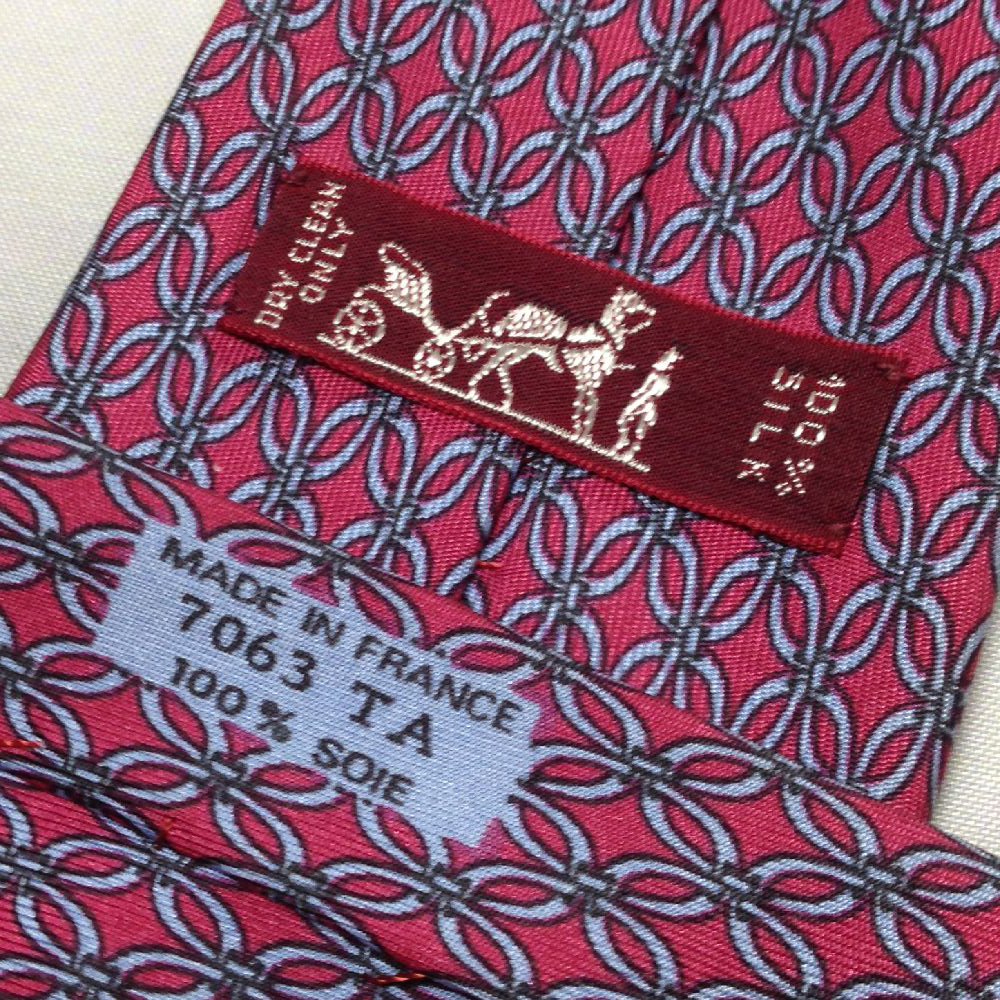 DRY CLEAN
ONLY
100%
SILK
MADE IN FRANCE
7063 TA
100% SOIE